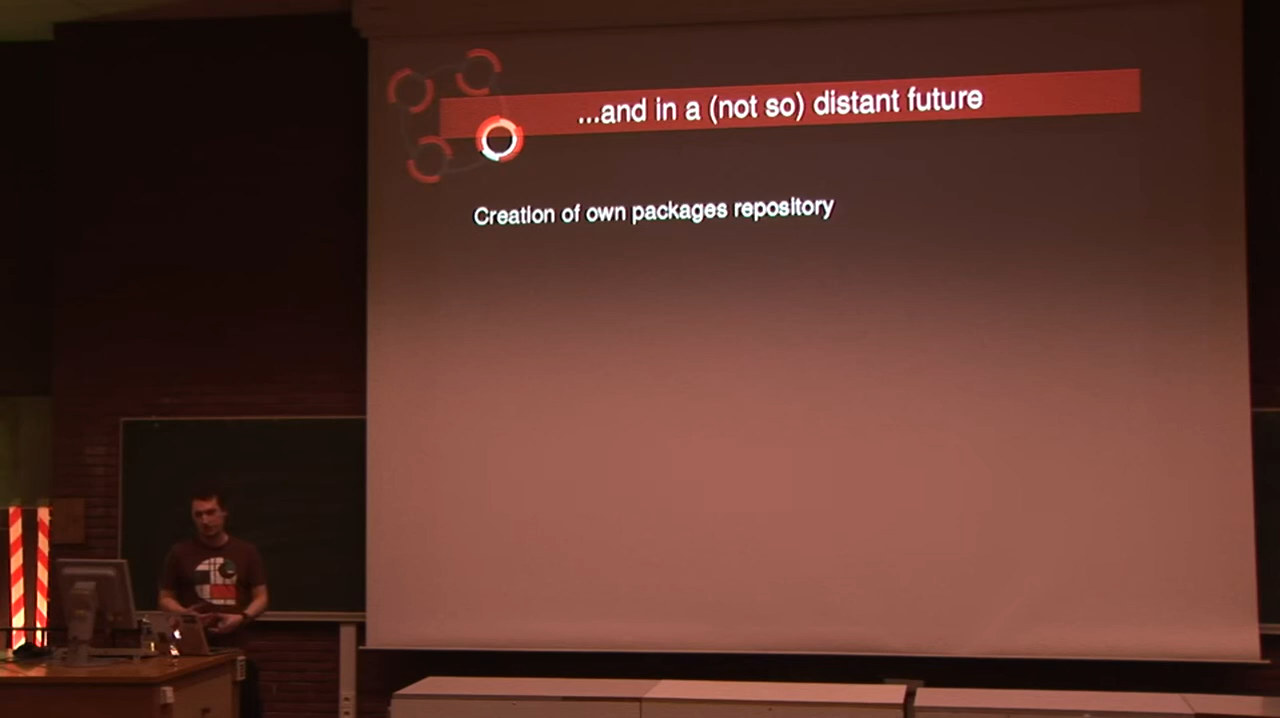 ...and in a (not so) distant future
Creation of own packages repository